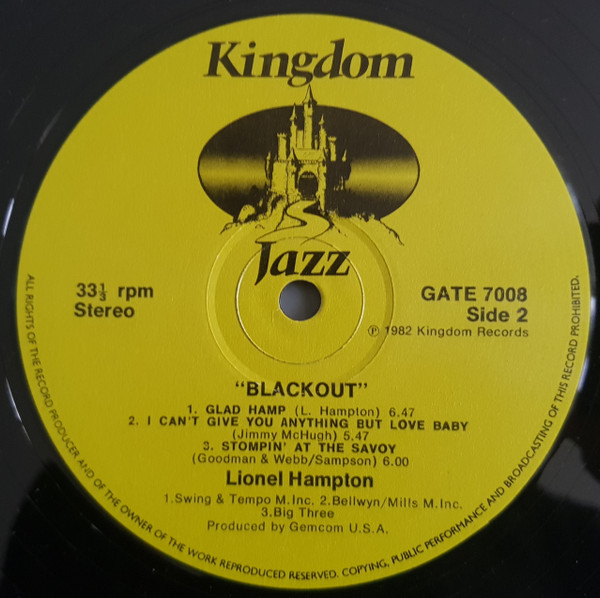 Kingdom
Jazz
33⅓ rpm
Stereo
GATE 7008
Side 2
℗ 1982 Kingdom Records
“BLACKOUT”
1. GLAD HAMP (L. Hampton) 6.47
2. I CAN'T GIVE YOU ANYTHING BUT LOVE BABY
(Jimmy McHugh) 5.47
3. STOMPIN' AT THE SAVOY
(Goodman & Webb/Sampson) 6.00
Lionel Hampton
1.Swing & Tempo M.Inc. 2.Bellwyn/Mills M.Inc.
3.Big Three
Produced by Gemcom U.S.A.
ALL RIGHTS OF THE RECORD PRODUCER AND OF THE OWNER OF THE WORK REPRODUCED RESERVED. COPYING, PUBLIC PERFORMANCE AND BROADCASTING OF THIS RECORD PROHIBITED.